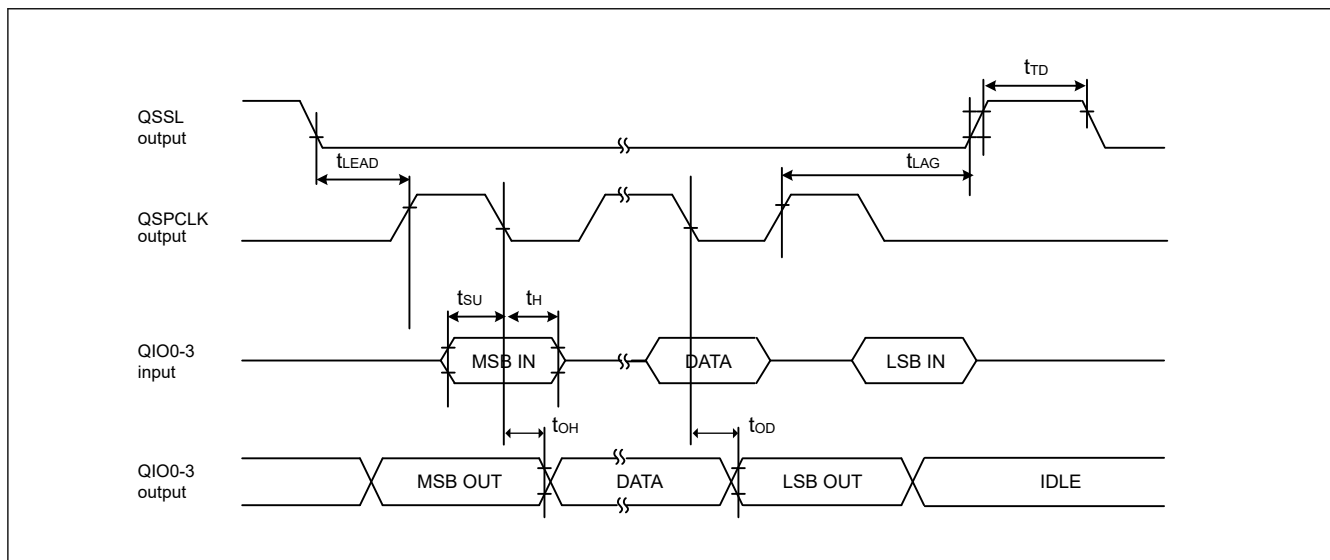 tTD
QSSL
output
tLEAD
tLAG
QSPCLK
output
tSU
tH
QIO0-3
input
MSB IN
DATA
LSB IN
tOH
tOD
QIO0-3
output
MSB OUT
DATA
LSB OUT
IDLE